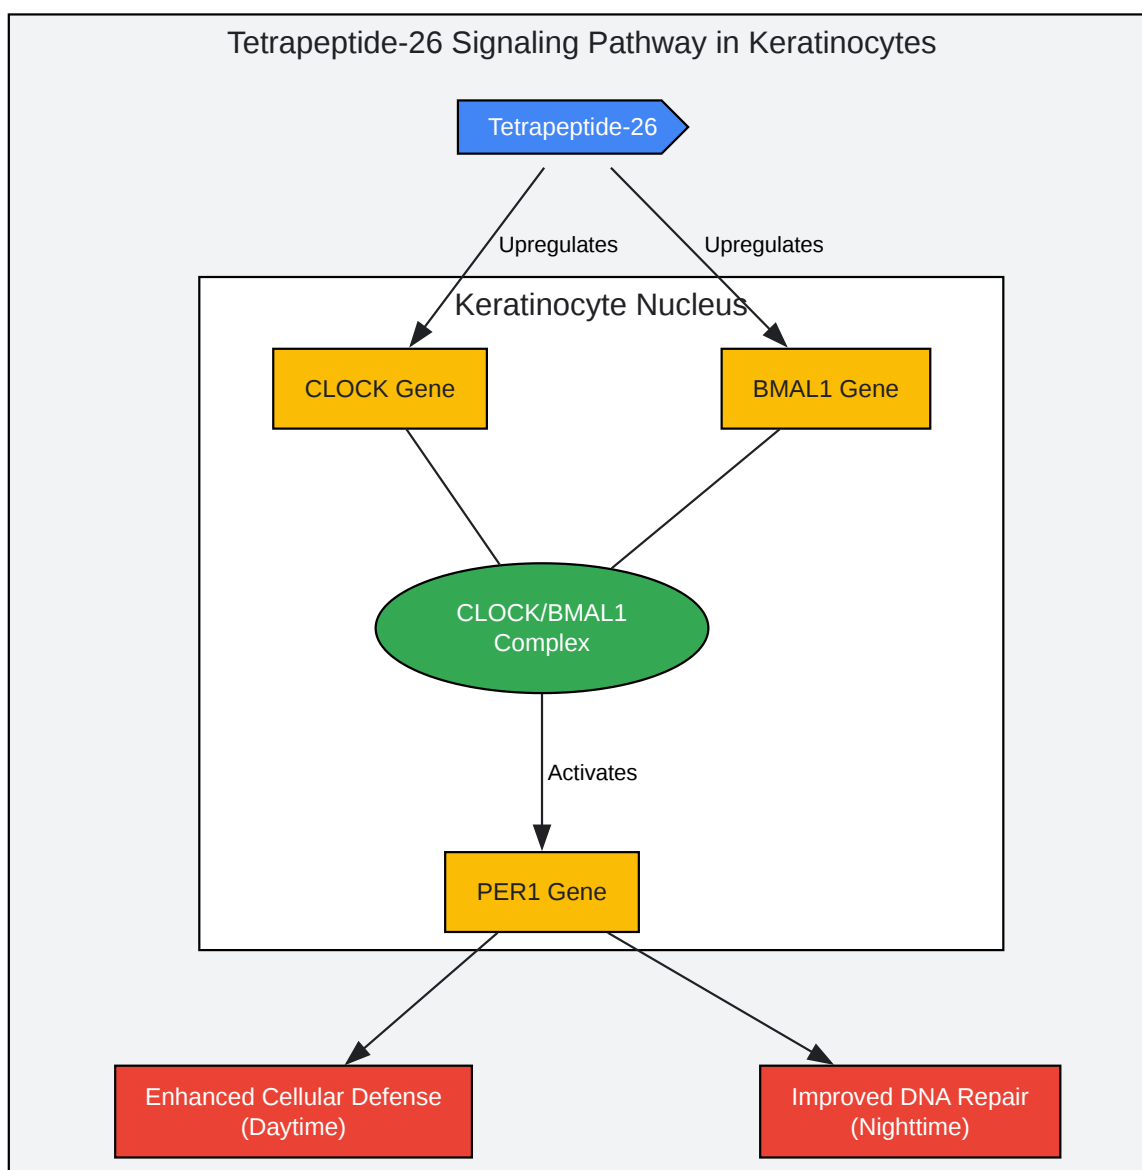 Tetrapeptide-26 Signaling Pathway in Keratinocytes
Tetrapeptide-26
Upregulates
Upregulates
Keratinocyte Nucleus
CLOCK Gene
BMAL1 Gene
CLOCK/BMAL1
Complex
Activates
PER1 Gene
Enhanced Cellular Defense
(Daytime)
Improved DNA Repair
(Nighttime)